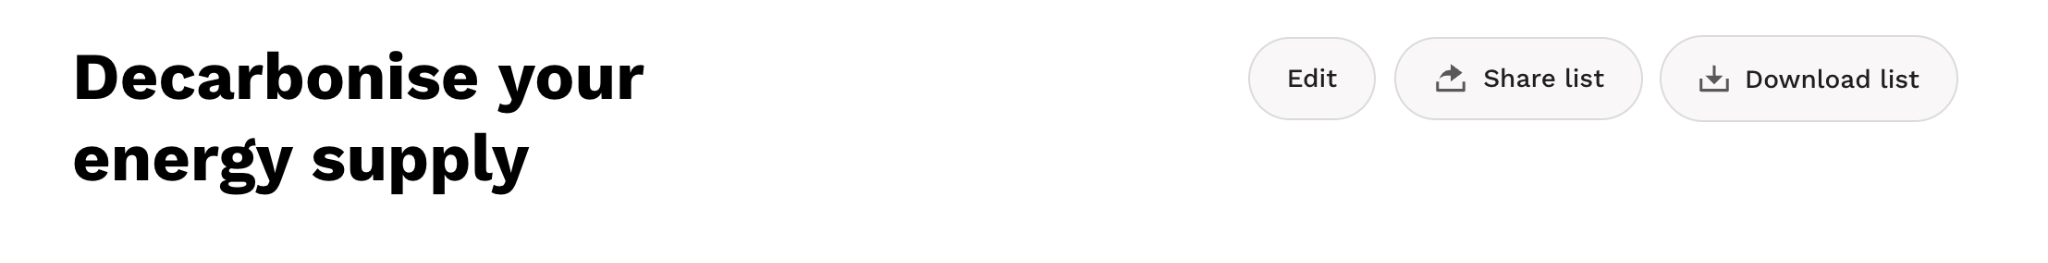 Decarbonise your
energy supply
Edit
Share list
Download list